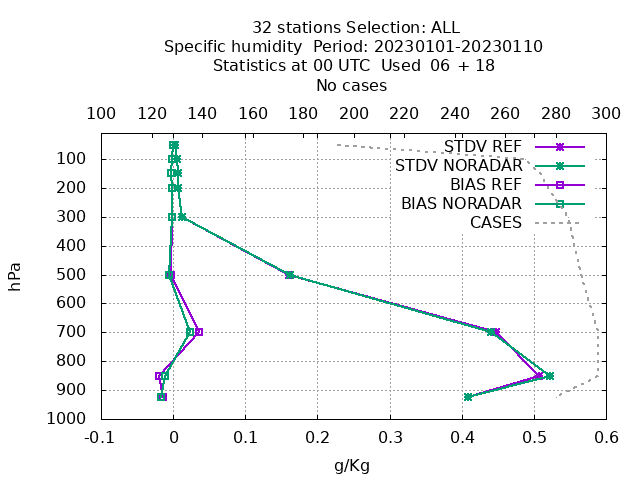 32 stations Selection: ALL
Specific humidity  Period: 20230101-20230110
Statistics at 00 UTC  Used  06 + 18
No cases
100 120 140 160 180 200 220 240 260 280 300
STDV REF
STDV NORADAR
BIAS REF
BIAS NORADAR
CASES
hPa
100
200
300
400
500
600
700
800
900
1000
-0.1 0 0.1 0.2 0.3 0.4 0.5 0.6
g/Kg